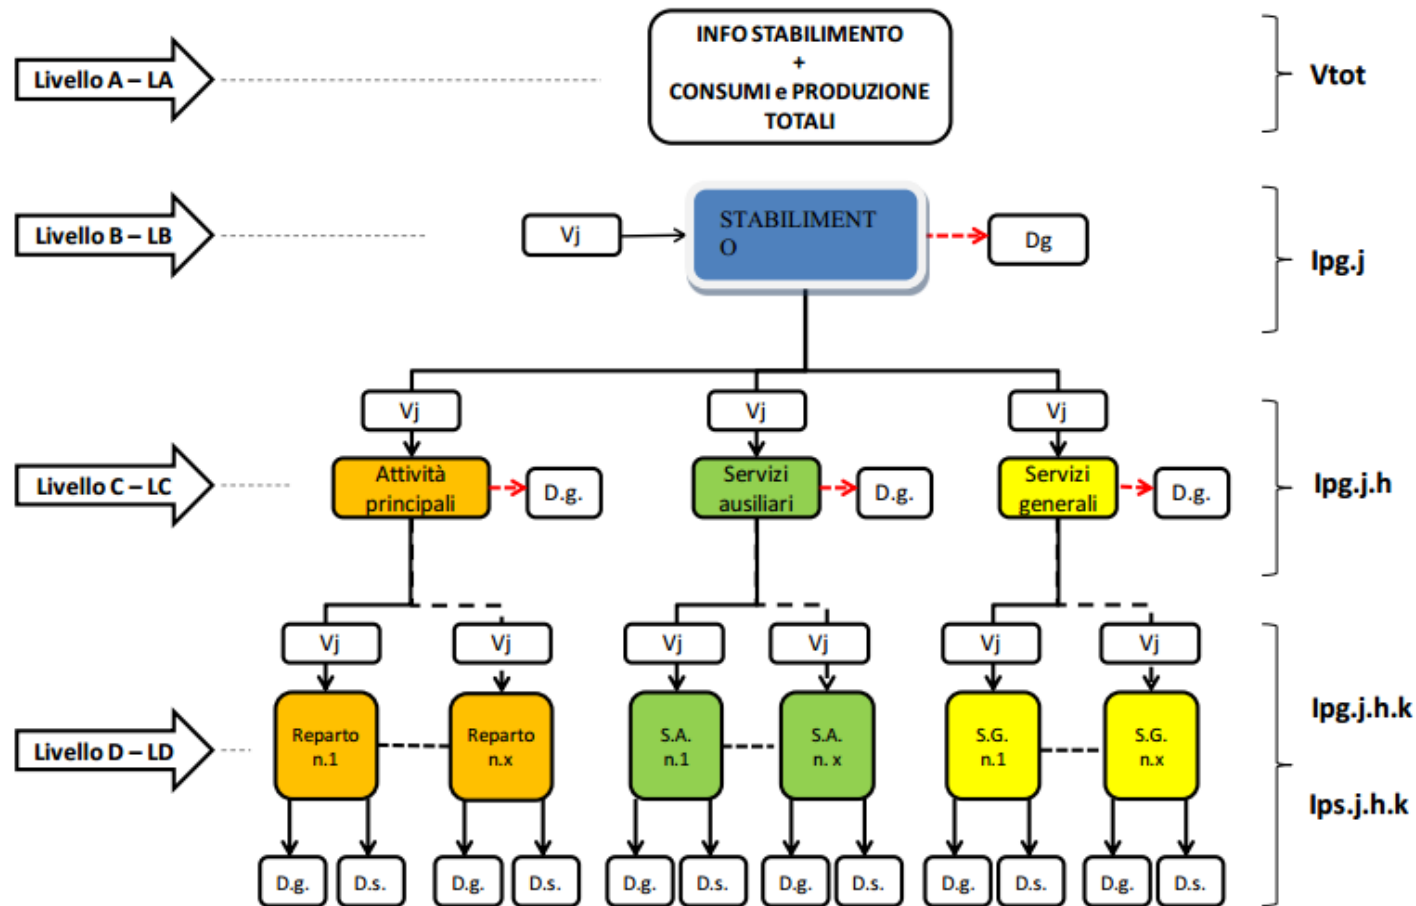 INFO STABILIMENTO
+
CONSUMI e PRODUZIONE
TOTALI
Livello A – LA
Vtot
Livello B – LB
Vj
STABILIMENT
O
Dg
Ipg.j
Vj
Vj
Vj
Livello C – LC
Attività
principali
D.g.
Servizi
ausiliari
D.g.
Servizi
generali
D.g.
Ipg.j.h
Vj
Vj
Vj
Vj
Vj
Vj
Livello D – LD
Reparto
n.1
Reparto
n.x
S.A.
n.1
S.A.
n. x
S.G.
n.1
S.G.
n.x
Ipg.j.h.k
Ips.j.h.k
D.g.
D.s.
D.g.
D.s.
D.g.
D.s.
D.g.
D.s.
D.g.
D.s.
D.g.
D.s.